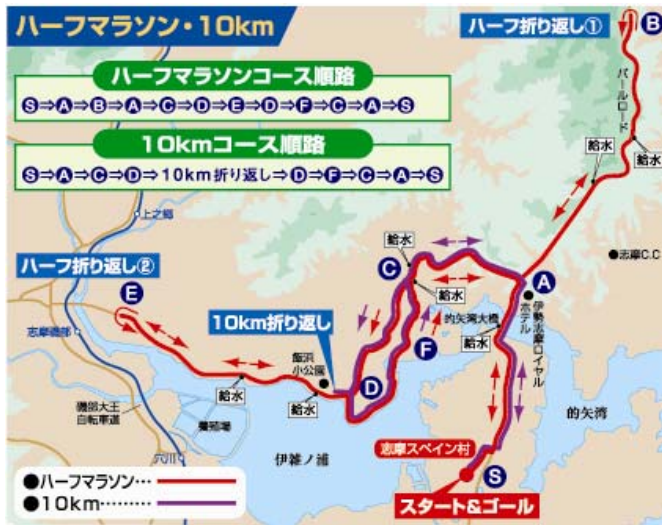 ハーフマラソン・10km
ハーフ折り返し①
B
ハーフマラソンコース順路
S⇒A⇒B⇒A⇒C⇒D⇒E⇒D⇒F⇒C⇒A⇒S
パールロード
10kmコース順路
給水
給水
S⇒A⇒C⇒D⇒10km折り返し⇒D⇒F⇒C⇒A⇒S
上之郷
給水
志摩C.C
ハーフ折り返し②
C
A
E
給水
伊勢志摩ロイヤル
ホテル
10km折り返し
的矢湾大橋
志摩磯部
F
給水
飯浜
小公園
D
給水
給水
磯部大王
自転車道
的矢湾
養殖場
伊雑ノ浦
志摩スペイン村
穴川
S
●ハーフマラソン…
●10km………
スタート&ゴール